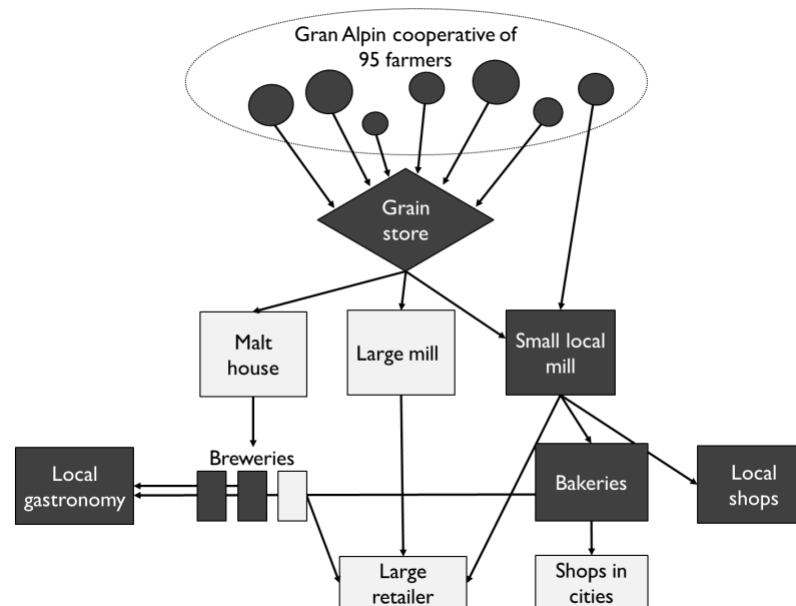 Gran Alpin cooperative of
95 farmers
Grain
store
Malt
house
Large mill
Small local
mill
Breweries
Local
gastronomy
Bakeries
Local
shops
Large
retailer
Shops in
cities